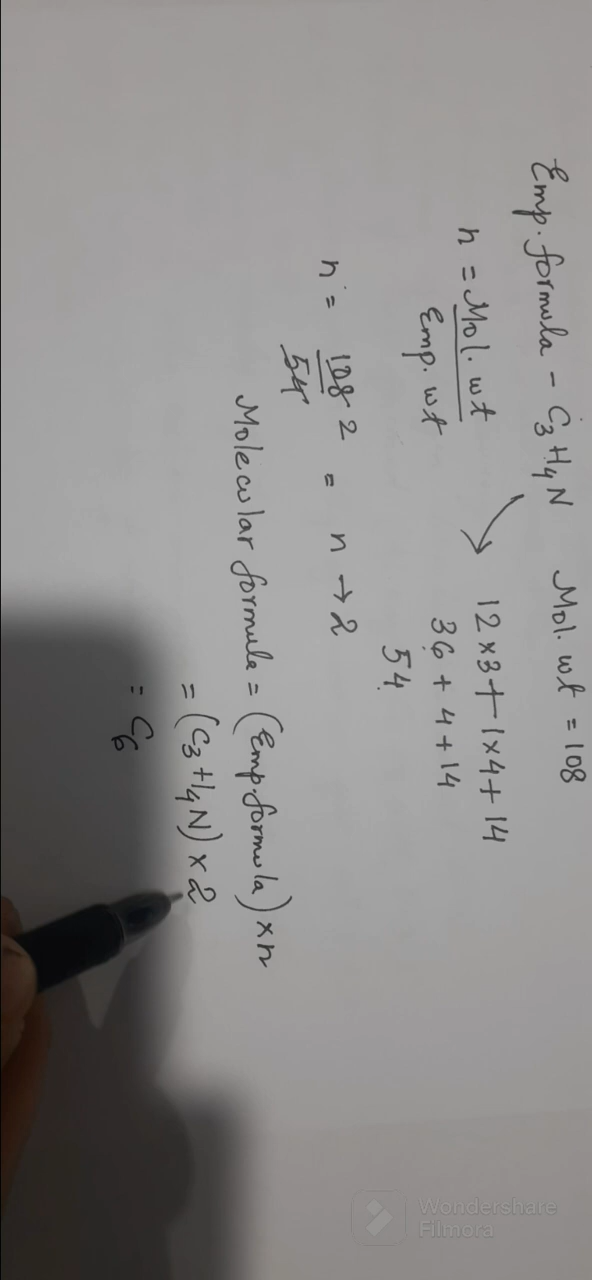 Emp. formula - C3H4N Mol. wt = 108
n = Mol. wt / Emp. wt
12×3+1×4+14
36+4+14
54
n = 108 / 54 2 = n → 2
Molecular formula = (Emp. formula) × n
= (C3H4N) × 2
= C6
Wondershare
Filmora